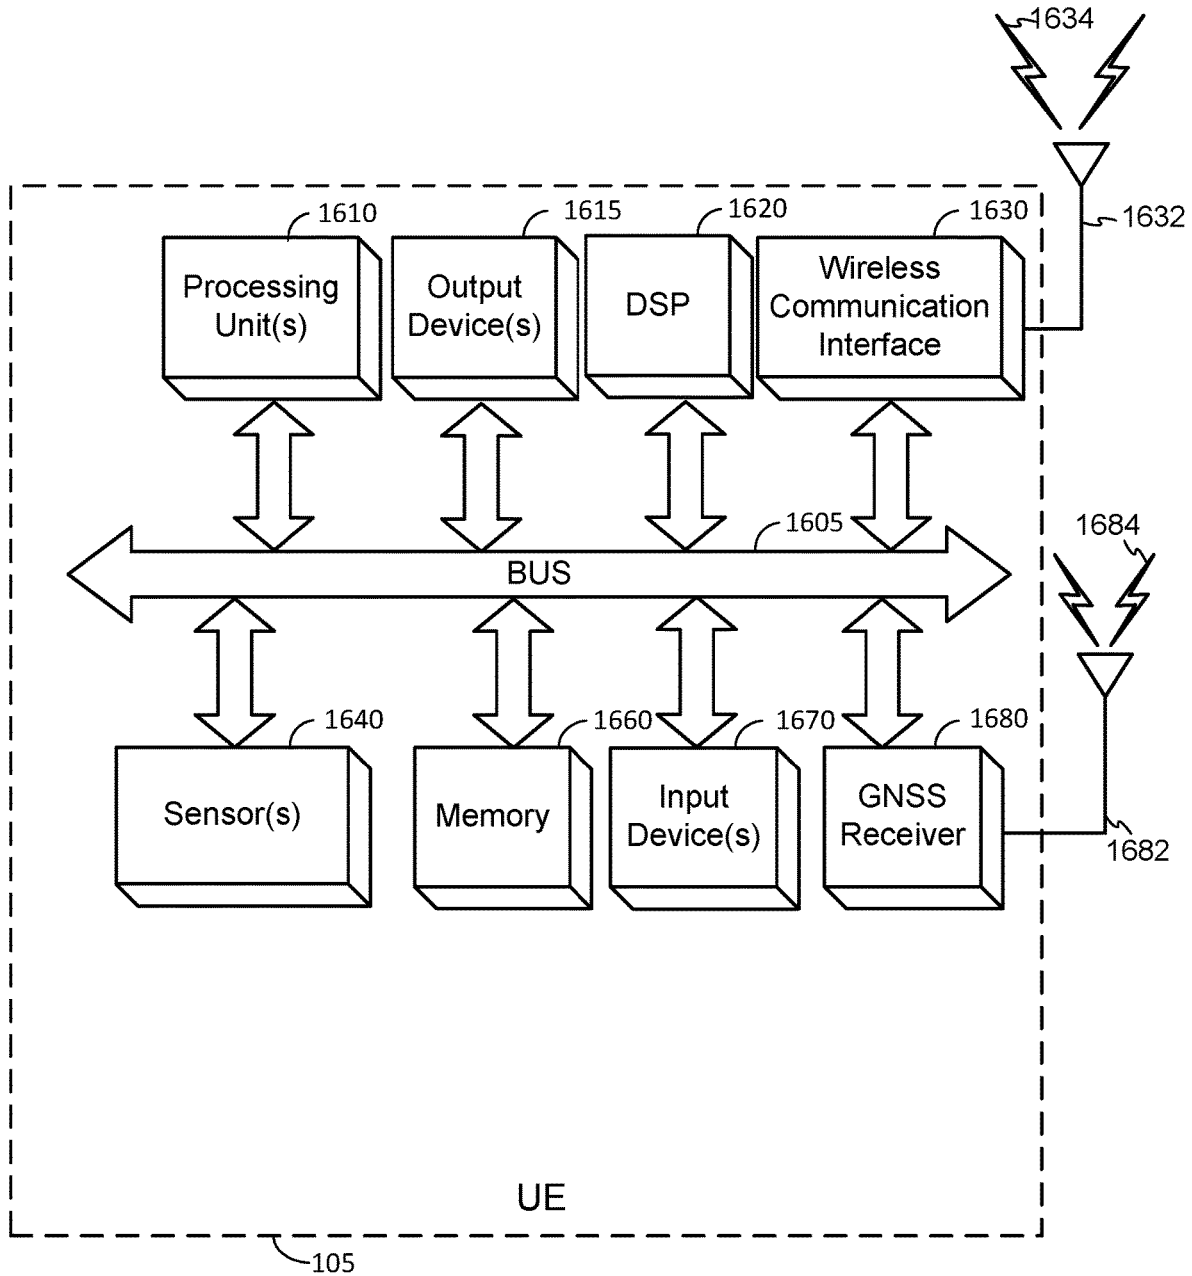 1634
1632
1610
1615
1620
1630
Processing
Unit(s)
Output
Device(s)
DSP
Wireless
Communication
Interface
1605
BUS
1684
1640
1660
1670
1680
Sensor(s)
Memory
Input
Device(s)
GNSS
Receiver
1682
UE
105